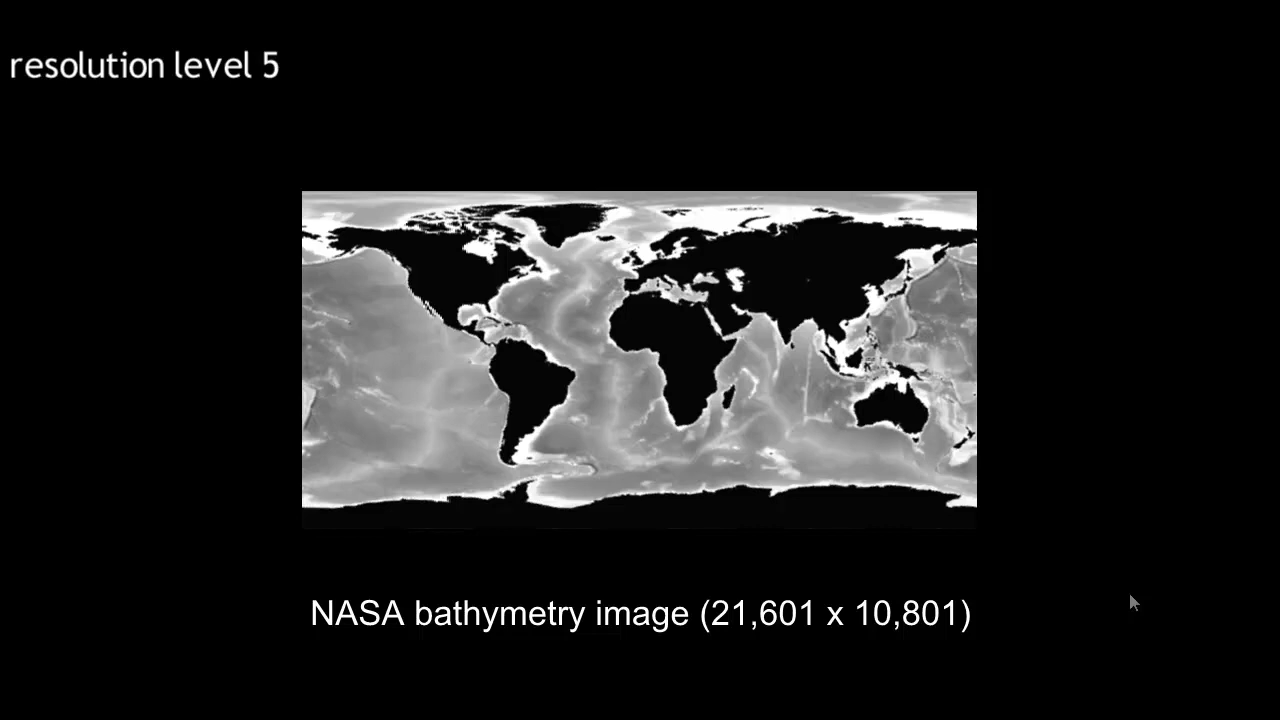 resolution level 5
NASA bathymetry image (21,601 x 10,801)